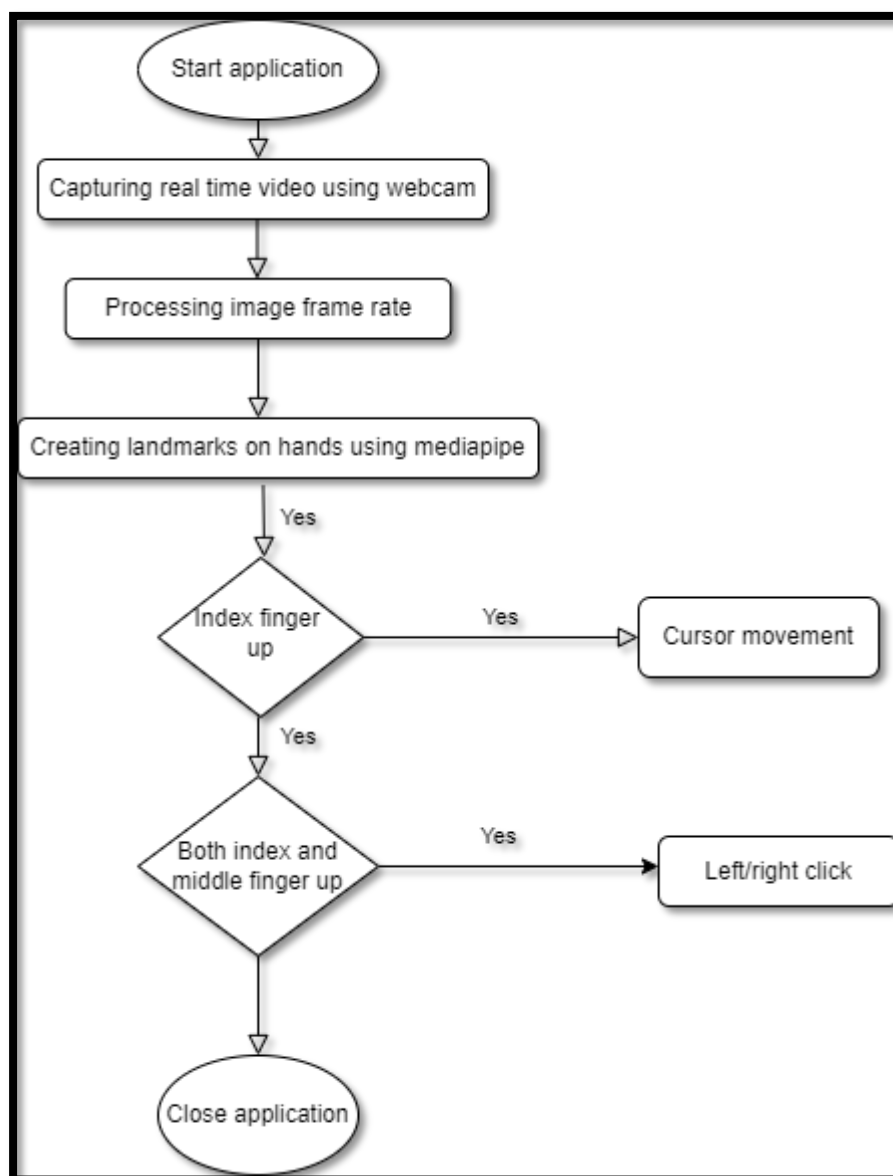 Start application
Capturing real time video using webcam
Processing image frame rate
Creating landmarks on hands using mediapipe
Yes
Index finger
up
Yes
Cursor movement
Yes
Both index and
middle finger up
Yes
Left/right click
Close application